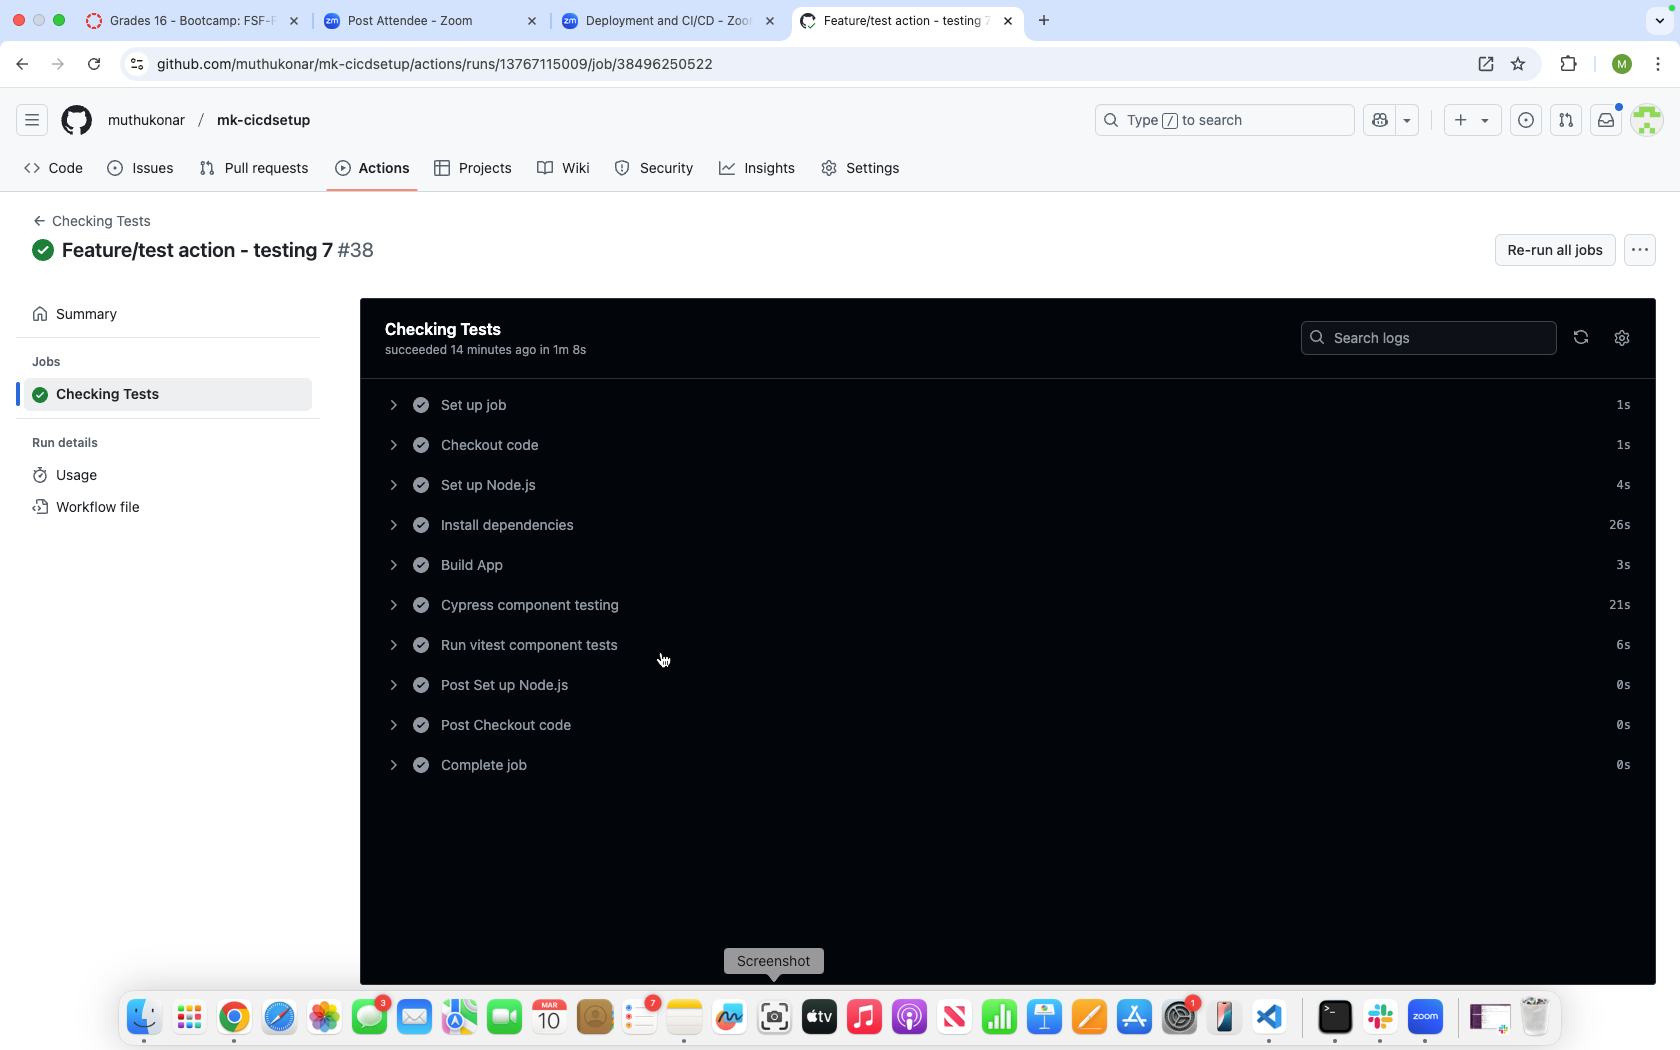 Grades 16 - Bootcamp: FSF-F
Post Attendee - Zoom
Deployment and CI/CD - Zoo
Feature/test action - testing 7
github.com/muthukonar/mk-cicdsetup/actions/runs/13767115009/job/38496250522
M
muthukonar / mk-cicdsetup
Type / to search
Code
Issues
Pull requests
Actions
Projects
Wiki
Security
Insights
Settings
Checking Tests
Feature/test action - testing 7 #38
Re-run all jobs
Summary
Jobs
Checking Tests
Run details
Usage
Workflow file
Checking Tests
succeeded 14 minutes ago in 1m 8s
Search logs
Set up job 1s
Checkout code 1s
Set up Node.js 4s
Install dependencies 26s
Build App 3s
Cypress component testing 21s
Run vitest component tests 6s
Post Set up Node.js 0s
Post Checkout code 0s
Complete job 0s
Screenshot
3
MAR
10
7
tv
1
zoom